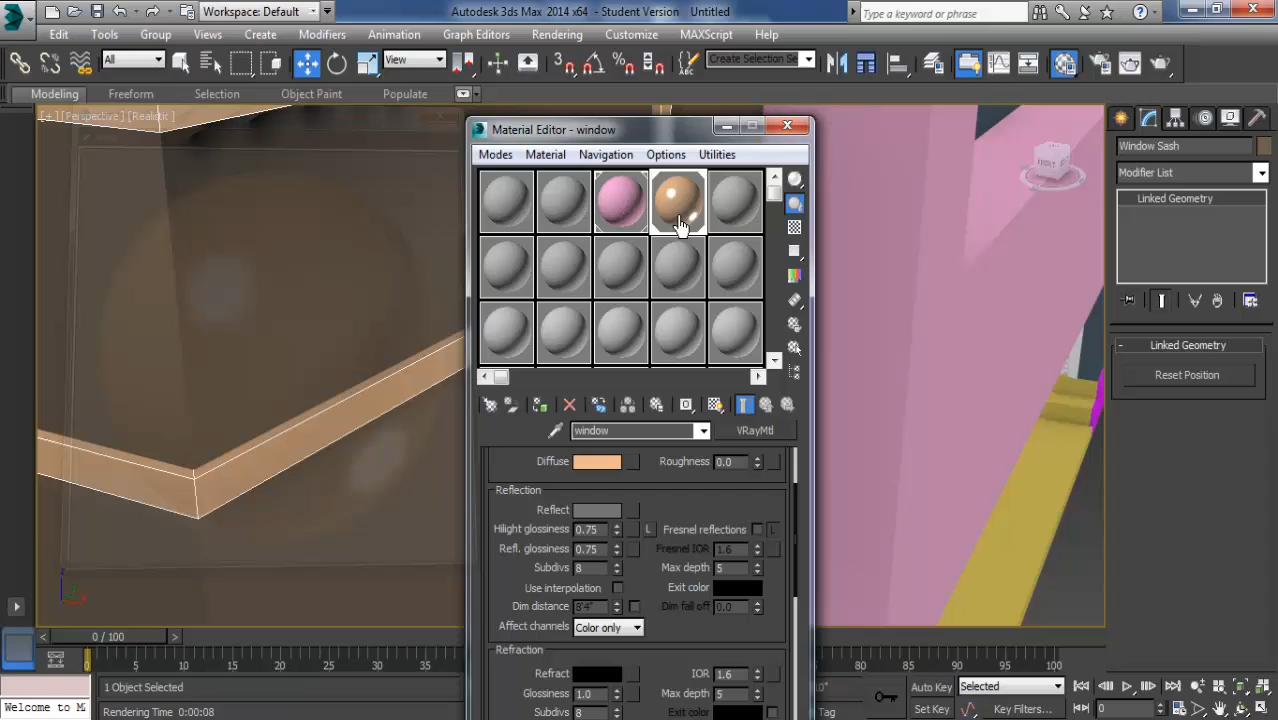 Workspace: Default
Autodesk 3ds Max 2014 x64 - Student Version Untitled
Type a keyword or phrase
Edit Tools Group Views Create Modifiers Animation Graph Editors Rendering Customize MAXScript Help
All
View
3
Create Selection Se
Modeling Freeform Selection Object Paint Populate
[+][Perspective][Realistic]
Material Editor - window
Modes Material Navigation Options Utilities
window
VRayMtl
Diffuse
Roughness 0.0
Reflection
Reflect
Hilight glossiness 0.75 L Fresnel reflections L
Refl. glossiness 0.75 Fresnel IOR 1.6
Subdivs 8 Max depth 5
Use interpolation Exit color
Dim distance 8'4" Dim fall off 0.0
Affect channels Color only
Refraction
Refract IOR 1.6
Glossiness 1.0 Max depth 5
Subdivs 8 Exit color
FRONT
Window Sash
Modifier List
Linked Geometry
- Linked Geometry
Reset Position
z
0 / 100
0 5 10 15 20 25 30 35 80 85 90 95 100
1 Object Selected
Welcome to M
Rendering Time 0:00:08
Tag
Auto Key Selected
Set Key Key Filters...
0